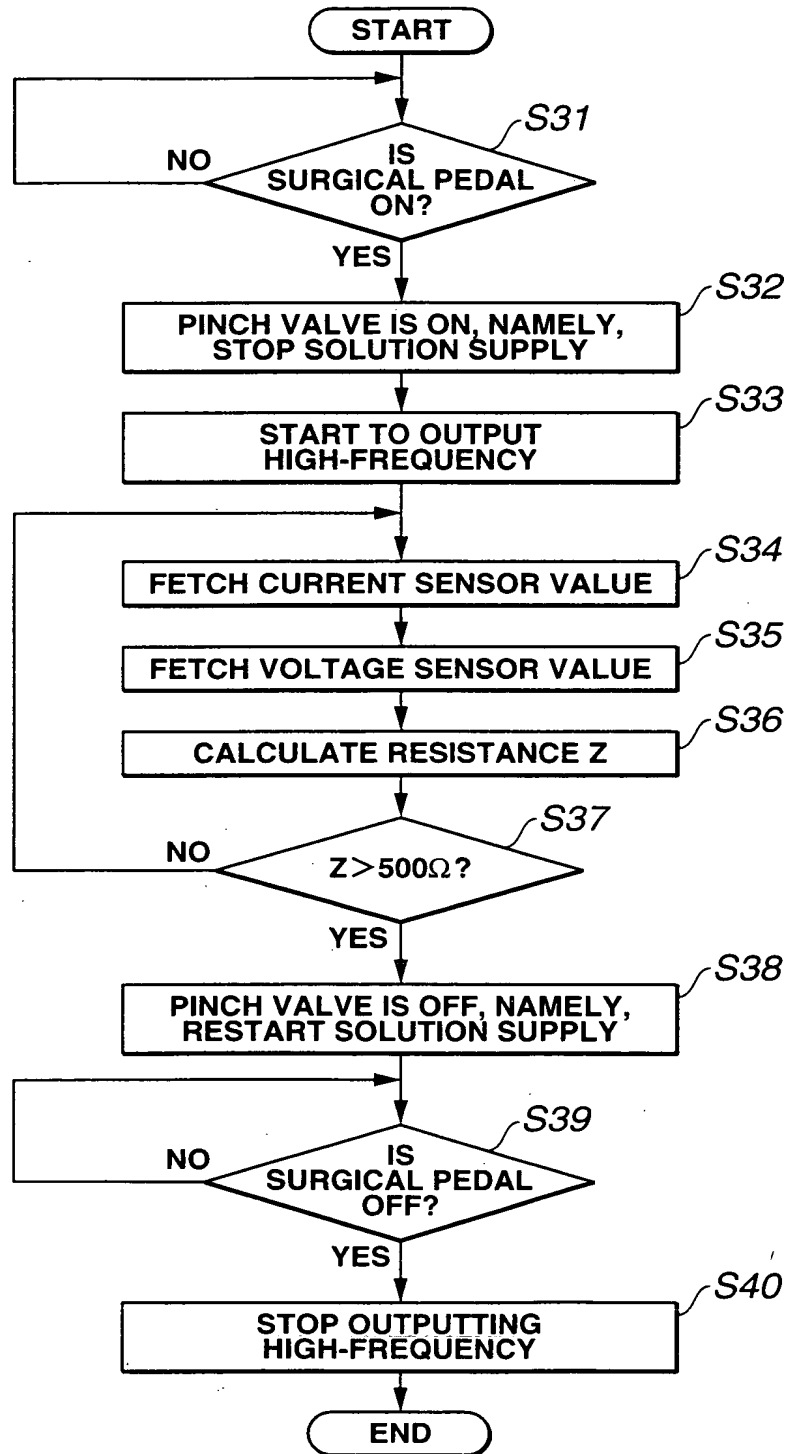 START
S31
IS
SURGICAL PEDAL
ON?
NO
YES
S32
PINCH VALVE IS ON, NAMELY,
STOP SOLUTION SUPPLY
S33
START TO OUTPUT
HIGH-FREQUENCY
S34
FETCH CURRENT SENSOR VALUE
S35
FETCH VOLTAGE SENSOR VALUE
S36
CALCULATE RESISTANCE Z
S37
Z>500Ω?
NO
YES
S38
PINCH VALVE IS OFF, NAMELY,
RESTART SOLUTION SUPPLY
S39
IS
SURGICAL PEDAL
OFF?
NO
YES
S40
STOP OUTPUTTING
HIGH-FREQUENCY
END